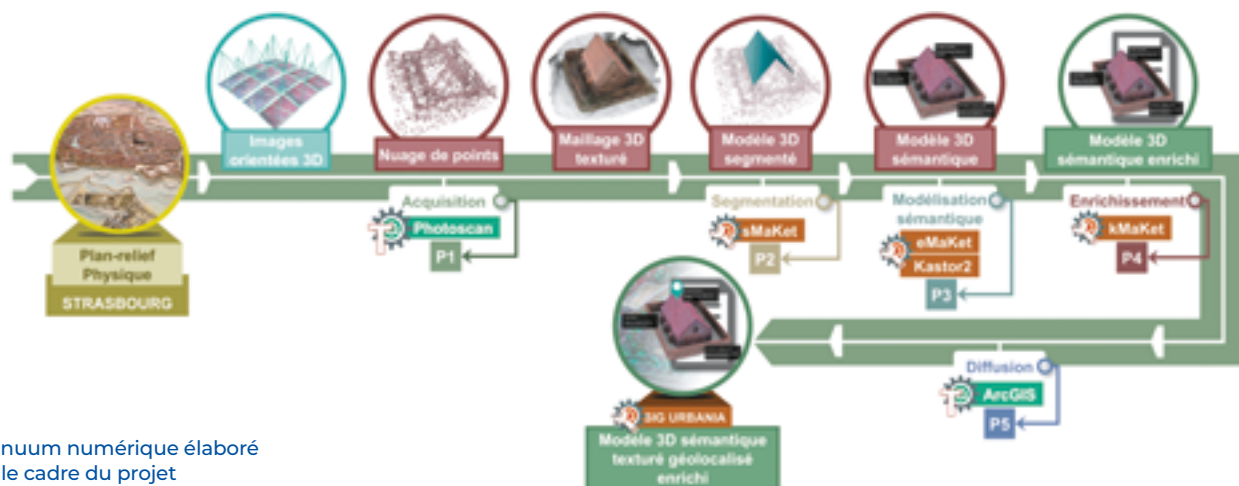 Images
orientées 3D
Nuage de points
Maillage 3D
texturé
Modèle 3D
segmenté
Modèle 3D
sémantique
Modèle 3D
sémantique enrichi
Plan-relief
Physique
STRASBOURG
Acquisition
Photoscan
P1
Segmentation
sMaKet
P2
Modélisation
sémantique
eMaKet
Kastor2
P3
Enrichissement
kMaKet
P4
Diffusion
ArcGIS
P5
SIG URBANIA
Modèle 3D sémantique
texturé géolocalisé
enrichi
nuum numérique élaboré
le cadre du projet